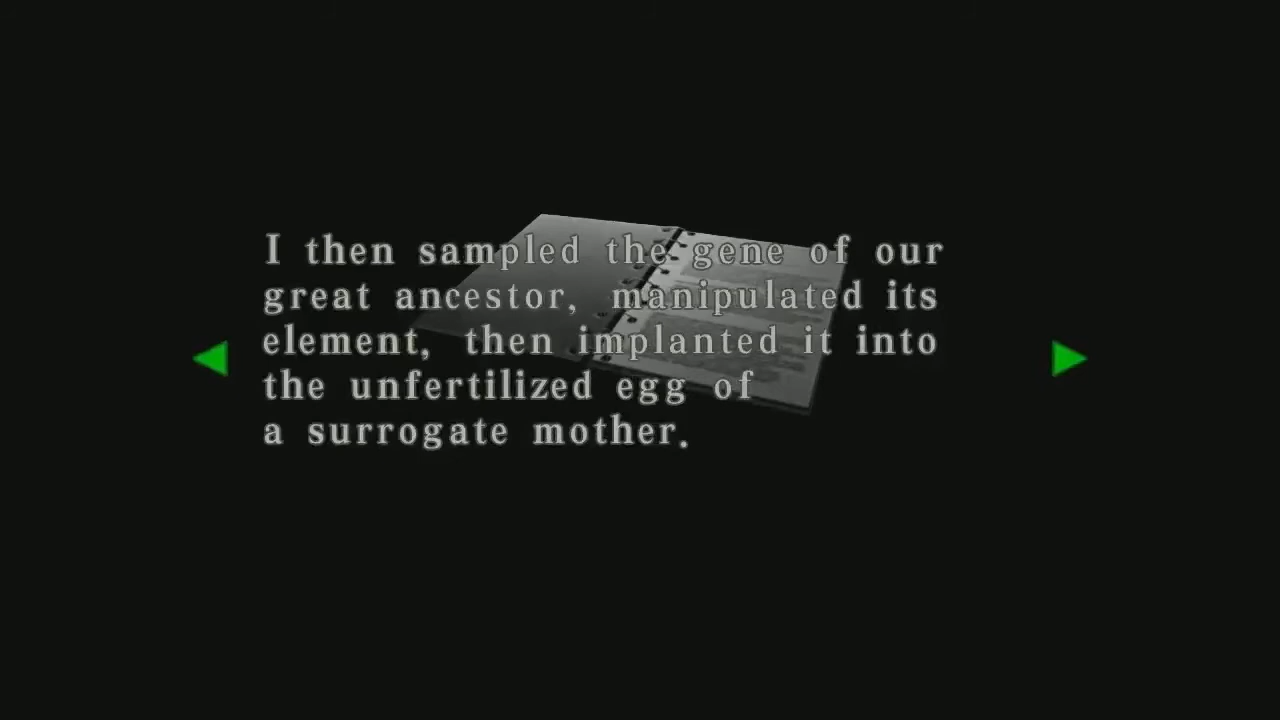 I then sampled the gene of our
great ancestor, manipulated its
element, then implanted it into
the unfertilized egg of
a surrogate mother.